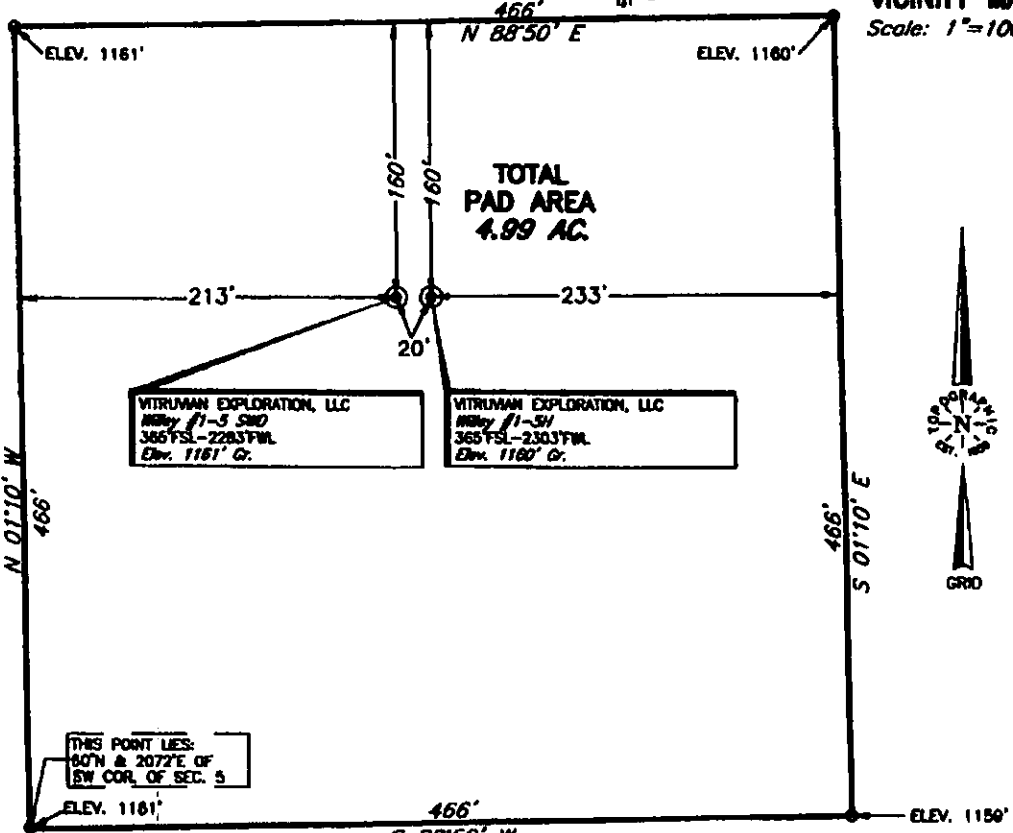 466'
N 88°50' E
VICINITY
Scale: 1"=100
ELEV. 1161'
ELEV. 1160'
160'
160'
TOTAL
PAD AREA
4.99 AC.
213'
233'
20'
VITRUVIAN EXPLORATION, LLC
#1-5 SWD
365'FSL-2283'FWL
Elev. 1161' Gr.
VITRUVIAN EXPLORATION, LLC
#1-5H
365'FSL-2303'FWL
Elev. 1160' Gr.
N 01°10' W
466'
466'
S 01°10' E
TOPOGRAPHIC
N
EST.
GRID
THIS POINT LIES:
60'N & 2072'E OF
SW COR. OF SEC. 5
ELEV. 1161'
466'
ELEV. 1159'